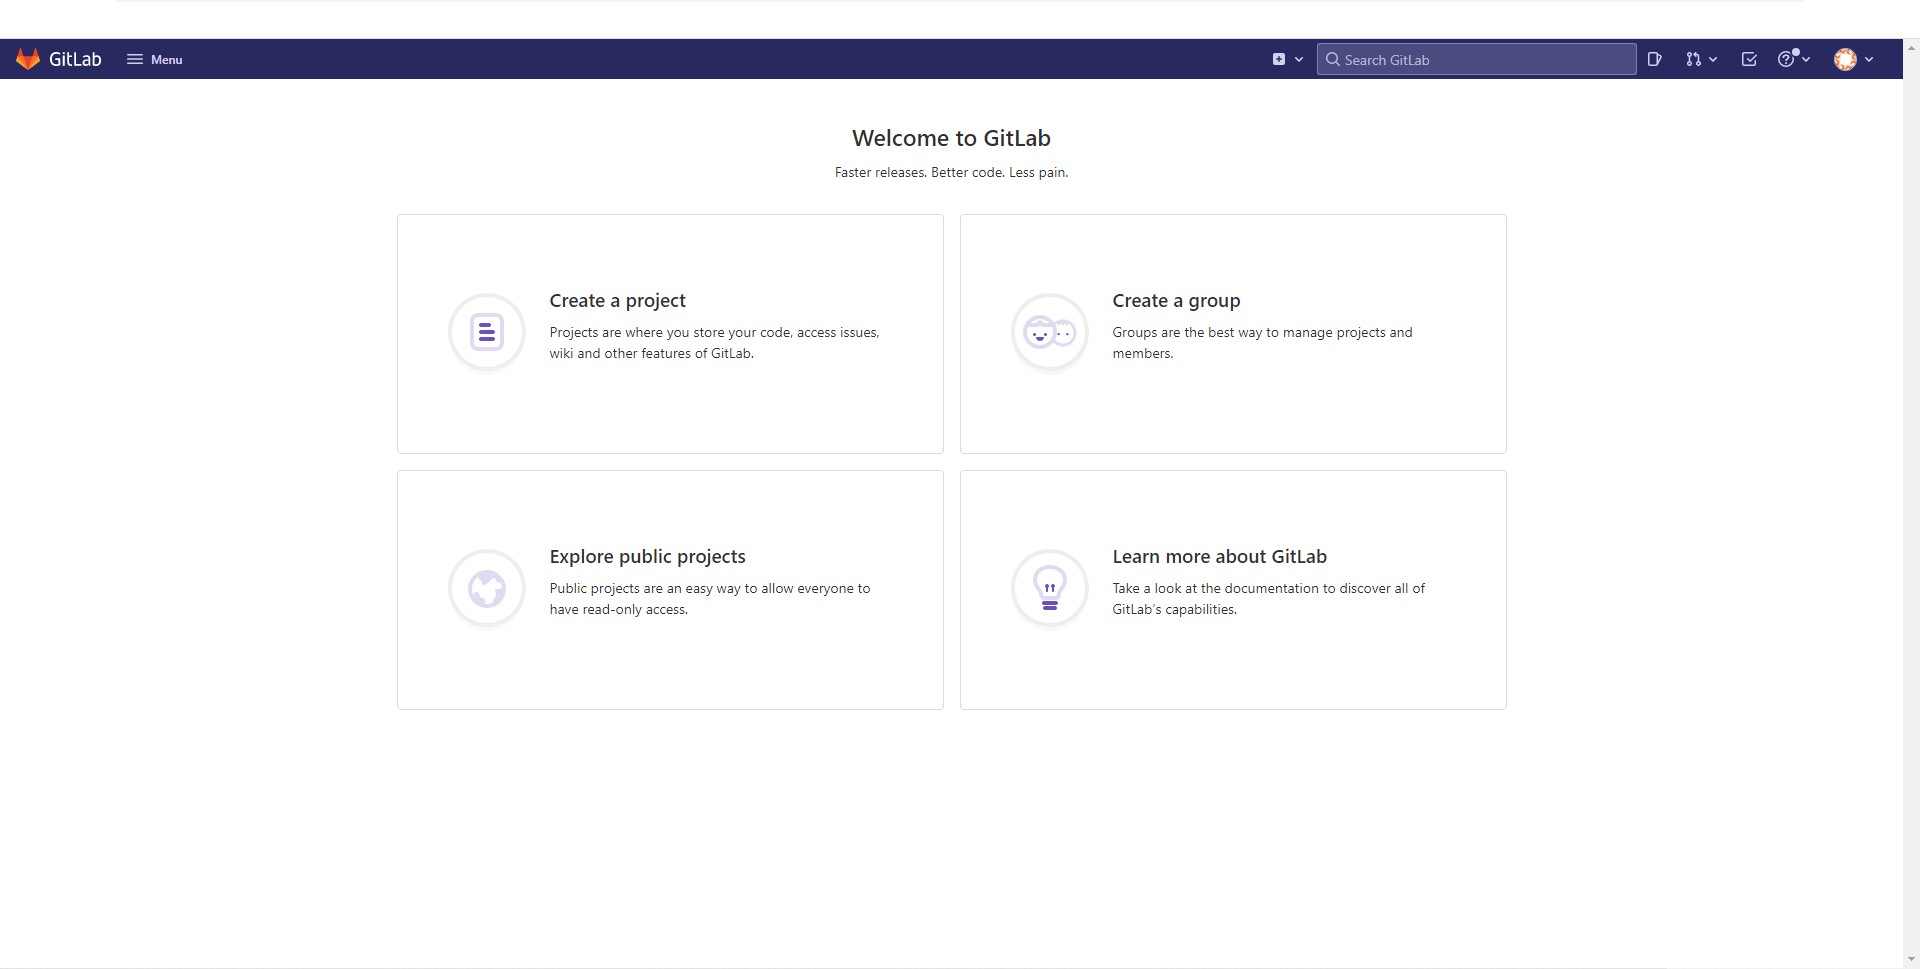 GitLab
Menu
Search GitLab
Welcome to GitLab
Faster releases. Better code. Less pain.
Create a project
Projects are where you store your code, access issues,
wiki and other features of GitLab.
Create a group
Groups are the best way to manage projects and
members.
Explore public projects
Public projects are an easy way to allow everyone to
have read-only access.
Learn more about GitLab
Take a look at the documentation to discover all of
GitLab’s capabilities.